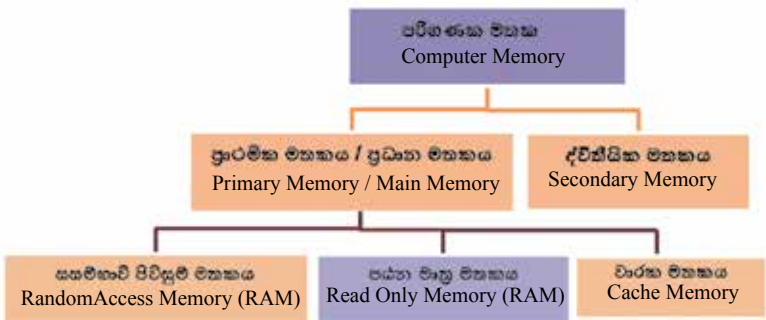 පරිගණක මතක
Computer Memory
ප්‍රාථමික මතකය / ප්‍රධාන මතකය
Primary Memory / Main Memory
ද්විතීයික මතකය
Secondary Memory
සසම්භාවී පිවිසුම් මතකය
RandomAccess Memory (RAM)
පඨන මාත්‍ර මතකය
Read Only Memory (RAM)
වාරක මතකය
Cache Memory